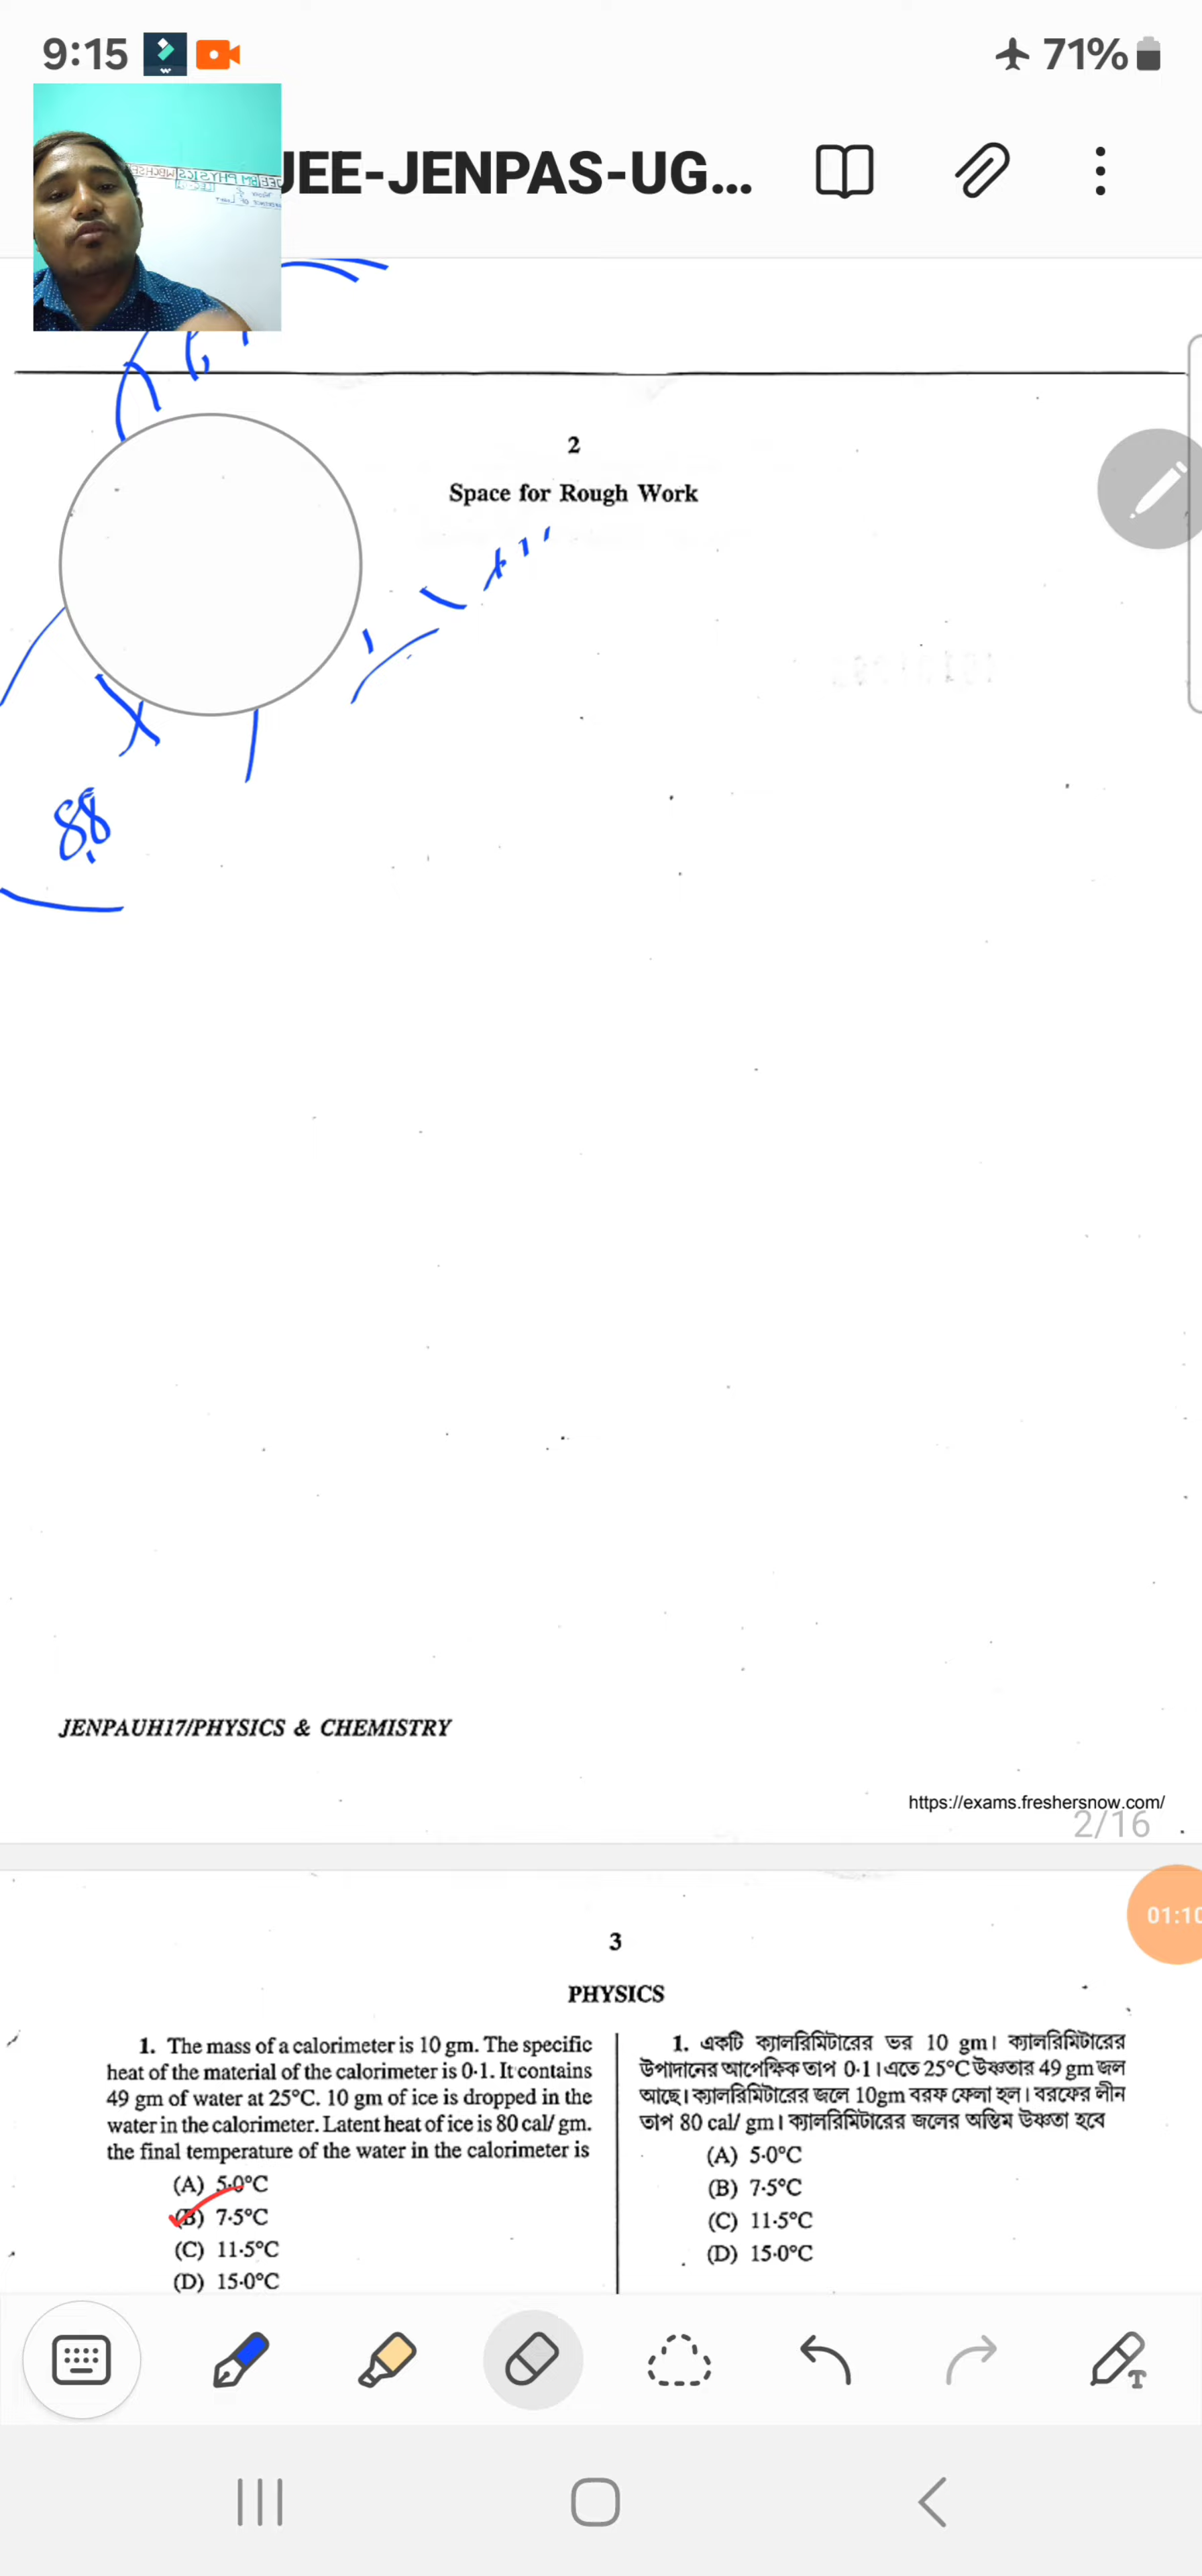 9:15
71%
JEE-JENPAS-UG...
2
Space for Rough Work
88
JENPAUH17/PHYSICS & CHEMISTRY
https://exams.freshersnow.com/
2/16
01:10
3
PHYSICS
1. The mass of a calorimeter is 10 gm. The specific
heat of the material of the calorimeter is 0·1. It contains
49 gm of water at 25°C. 10 gm of ice is dropped in the
water in the calorimeter. Latent heat of ice is 80 cal/ gm.
the final temperature of the water in the calorimeter is
(A) 5·0°C
(B) 7·5°C
(C) 11·5°C
(D) 15·0°C
1. একটি ক্যালরিমিটারের ভর 10 gm। ক্যালরিমিটারের
উপাদানের আপেক্ষিক তাপ 0·1। এতে 25°C উষ্ণতার 49 gm জল
আছে। ক্যালরিমিটারের জলে 10gm বরফ ফেলা হল। বরফের লীন
তাপ 80 cal/ gm। ক্যালরিমিটারের জলের অন্তিম উষ্ণতা হবে
(A) 5·0°C
(B) 7·5°C
(C) 11·5°C
(D) 15·0°C